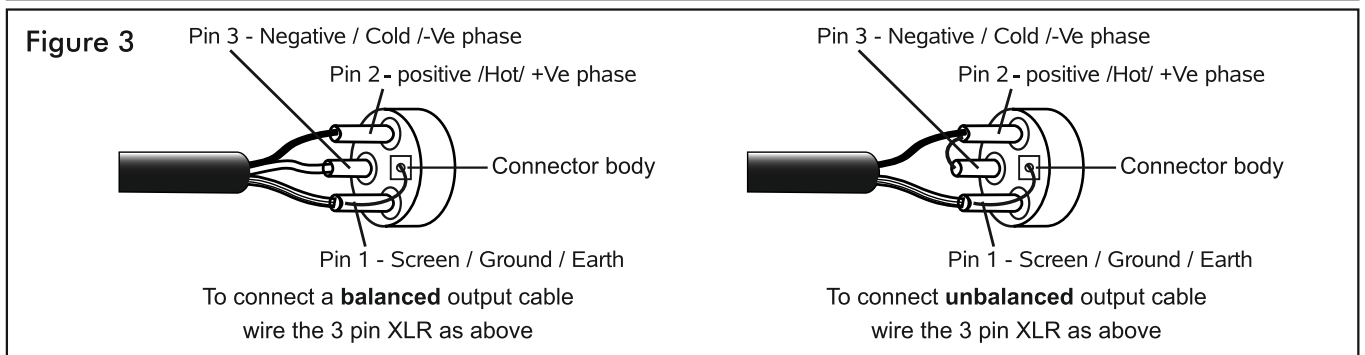 Figure 3
Pin 3 - Negative / Cold /-Ve phase
Pin 2 - positive /Hot/ +Ve phase
Connector body
Pin 1 - Screen / Ground / Earth
To connect a balanced output cable
wire the 3 pin XLR as above
Pin 3 - Negative / Cold /-Ve phase
Pin 2 - positive /Hot/ +Ve phase
Connector body
Pin 1 - Screen / Ground / Earth
To connect unbalanced output cable
wire the 3 pin XLR as above